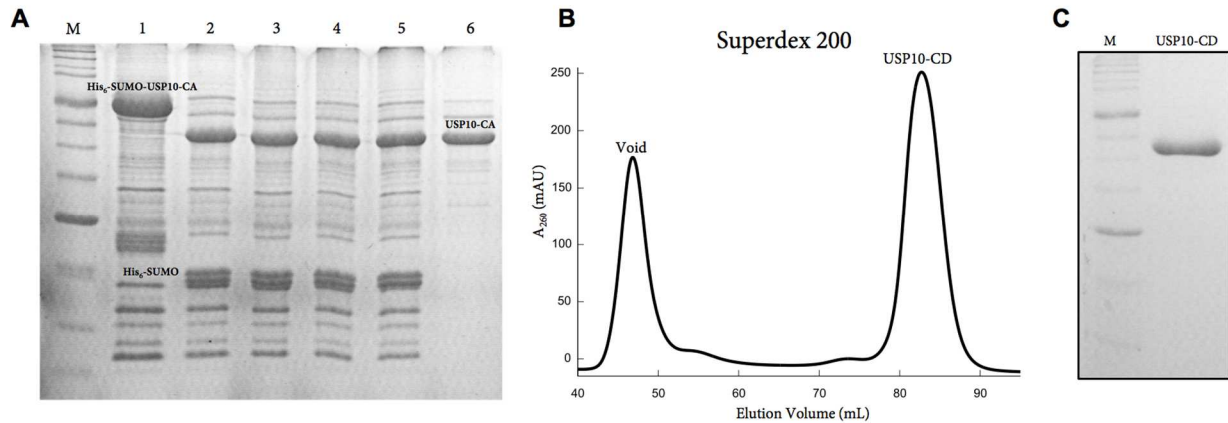 A
M 1 2 3 4 5 6
His₆-SUMO-USP10-CA
USP10-CA
His₆-SUMO
B
Superdex 200
USP10-CD
Void
A₂₆₀ (mAU)
250
200
150
100
50
0
40 50 60 70 80 90
Elution Volume (mL)
C
M USP10-CD